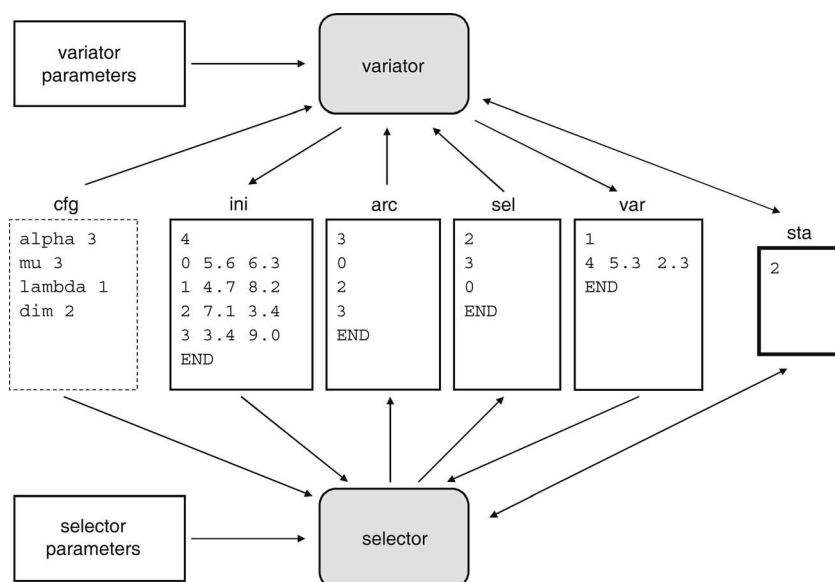 variator
parameters
variator
cfg
ini
arc
sel
var
sta
alpha 3
mu 3
lambda 1
dim 2
4
0 5.6 6.3
1 4.7 8.2
2 7.1 3.4
3 3.4 9.0
END
3
0
2
3
END
2
3
0
END
1
4 5.3 2.3
END
2
selector
parameters
selector